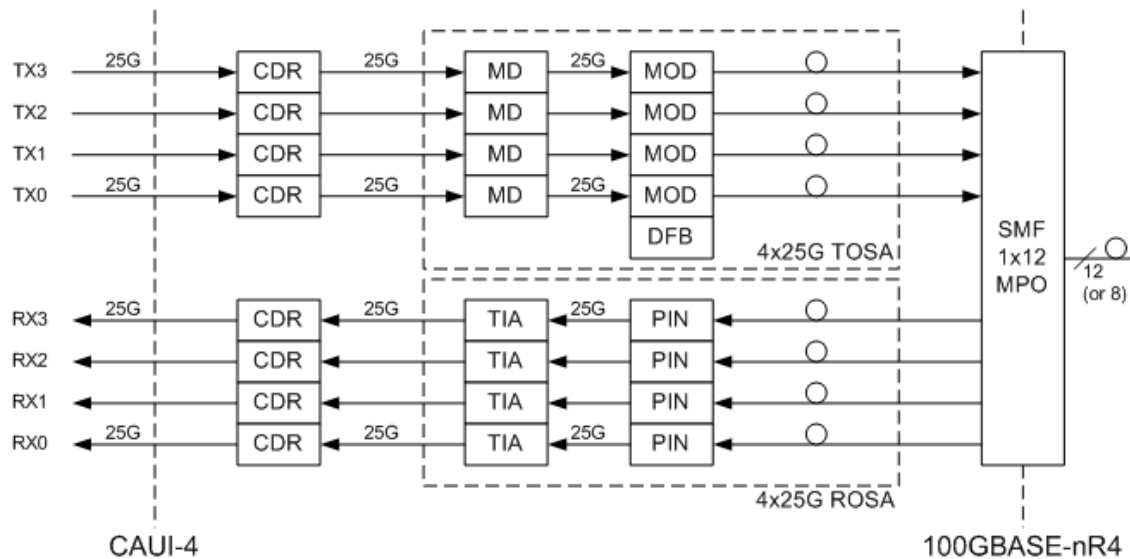 TX3 25G CDR 25G MD 25G MOD
TX2 CDR MD MOD
TX1 CDR MD MOD
TX0 25G CDR 25G MD 25G MOD
DFB
4x25G TOSA
SMF
1x12
MPO
12
(or 8)
RX3 25G CDR 25G TIA 25G PIN
RX2 CDR TIA PIN
RX1 CDR TIA PIN
RX0 25G CDR 25G TIA 25G PIN
4x25G ROSA
CAUI-4
100GBASE-nR4